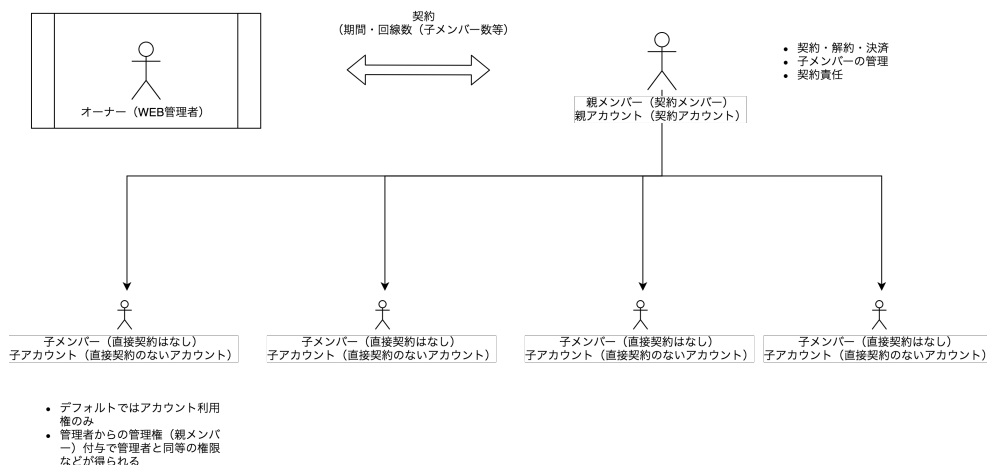 契約
（期間・回線数（子メンバー数等）
オーナー（WEB管理者）
親メンバー（契約メンバー）
親アカウント（契約アカウント）
• 契約・解約・決済
• 子メンバーの管理
• 契約責任
子メンバー（直接契約はなし）
子アカウント（直接契約のないアカウント）
子メンバー（直接契約はなし）
子アカウント（直接契約のないアカウント）
子メンバー（直接契約はなし）
子アカウント（直接契約のないアカウント）
子メンバー（直接契約はなし）
子アカウント（直接契約のないアカウント）
• デフォルトではアカウント利用
権のみ
• 管理者からの管理権（親メンバ
ー）付与で管理者と同等の権限
などが得られる